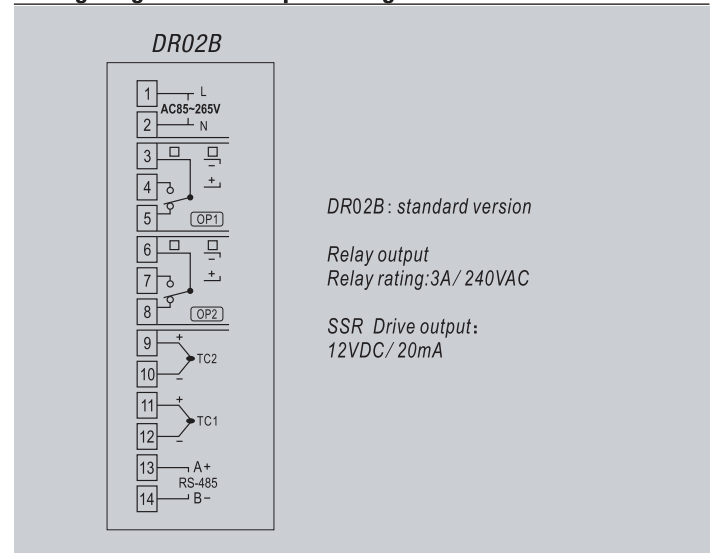 DR02B
1 L
AC85~265V
2 N
3
−
4 +
5 OP1
6
−
7 +
8 OP2
9 +
TC2
10 −
11 +
TC1
12 −
13 A+
RS-485
14 B−
DR02B: standard version
Relay output
Relay rating:3A/ 240VAC
SSR Drive output:
12VDC/ 20mA